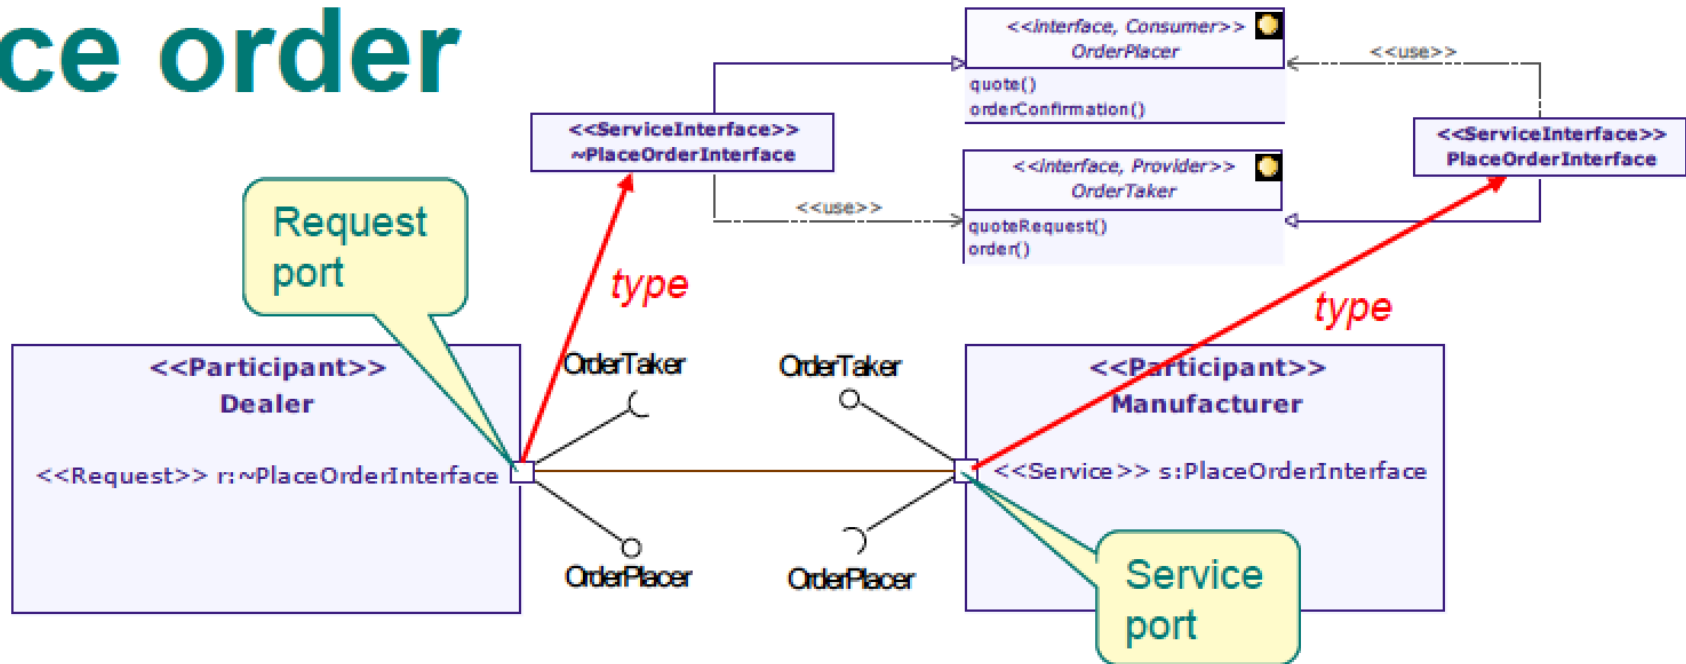 ce order
<<interface, Consumer>>
OrderPlacer
quote()
orderConfirmation()
<<use>>
<<ServiceInterface>>
~PlaceOrderInterface
<<interface, Provider>>
OrderTaker
quoteRequest()
order()
<<ServiceInterface>>
PlaceOrderInterface
<<use>>
Request
port
type
type
<<Participant>>
Dealer
<<Request>> r:~PlaceOrderInterface
OrderTaker
OrderPlacer
OrderTaker
OrderPlacer
<<Participant>>
Manufacturer
<<Service>> s:PlaceOrderInterface
Service
port